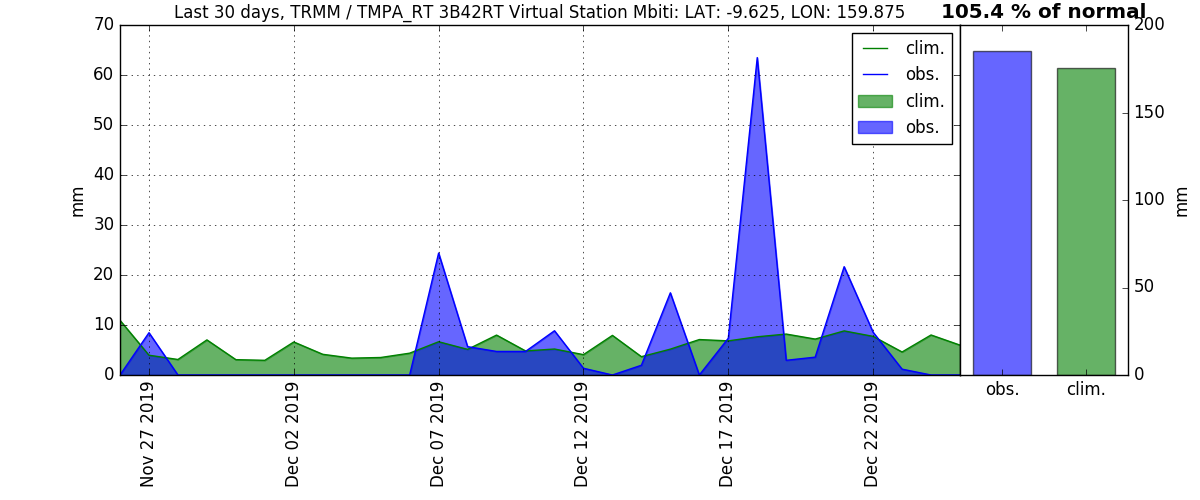 Last 30 days, TRMM / TMPA_RT 3B42RT Virtual Station Mbiti: LAT: -9.625, LON: 159.875
105.4 % of normal
70
60
50
40
30
20
10
0
mm
clim.
obs.
clim.
obs.
200
150
100
50
0
mm
Nov 27 2019
Dec 02 2019
Dec 07 2019
Dec 12 2019
Dec 17 2019
Dec 22 2019
obs.
clim.